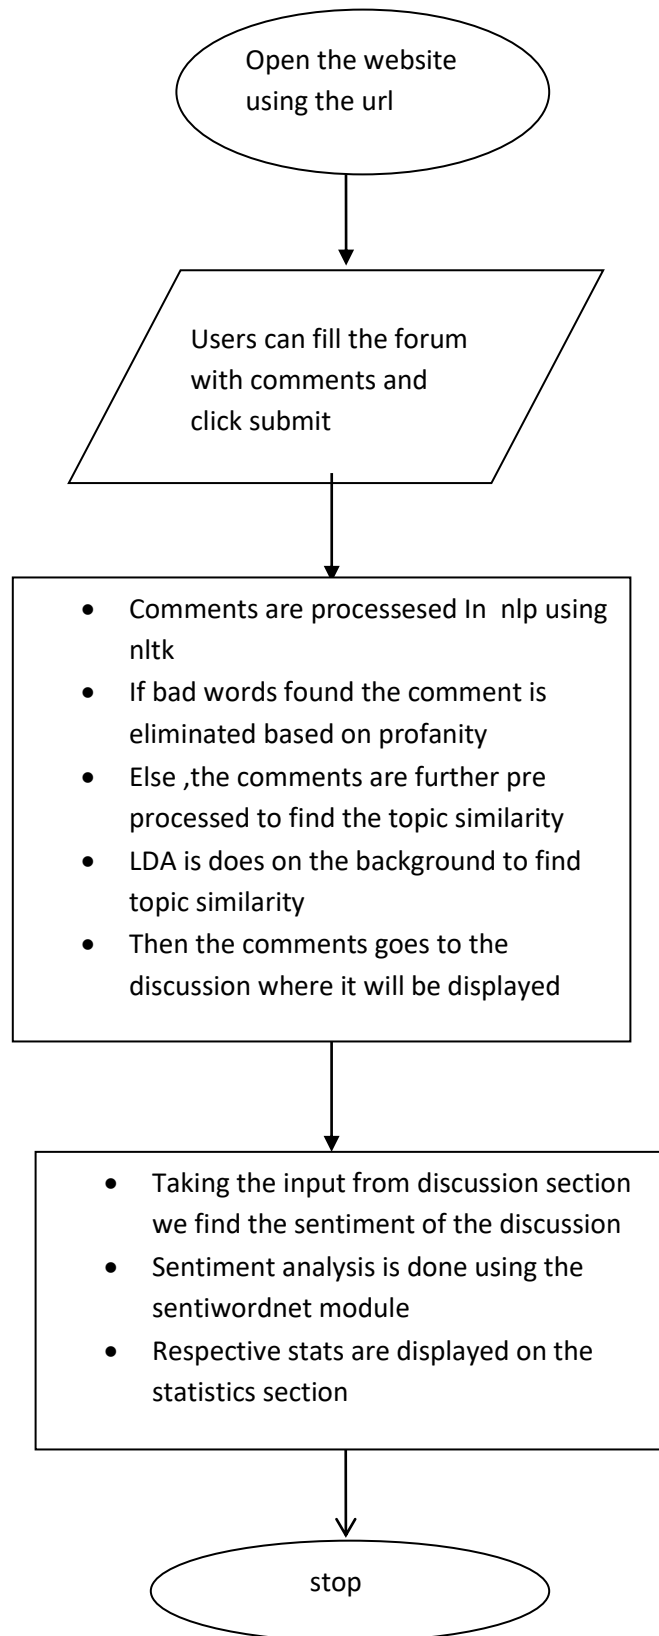 Open the website
using the url
Users can fill the forum
with comments and
click submit
• Comments are processesed In  nlp using
nltk
• If bad words found the comment is
eliminated based on profanity
• Else ,the comments are further pre
processed to find the topic similarity
• LDA is does on the background to find
topic similarity
• Then the comments goes to the
discussion where it will be displayed
• Taking the input from discussion section
we find the sentiment of the discussion
• Sentiment analysis is done using the
sentiwordnet module
• Respective stats are displayed on the
statistics section
stop